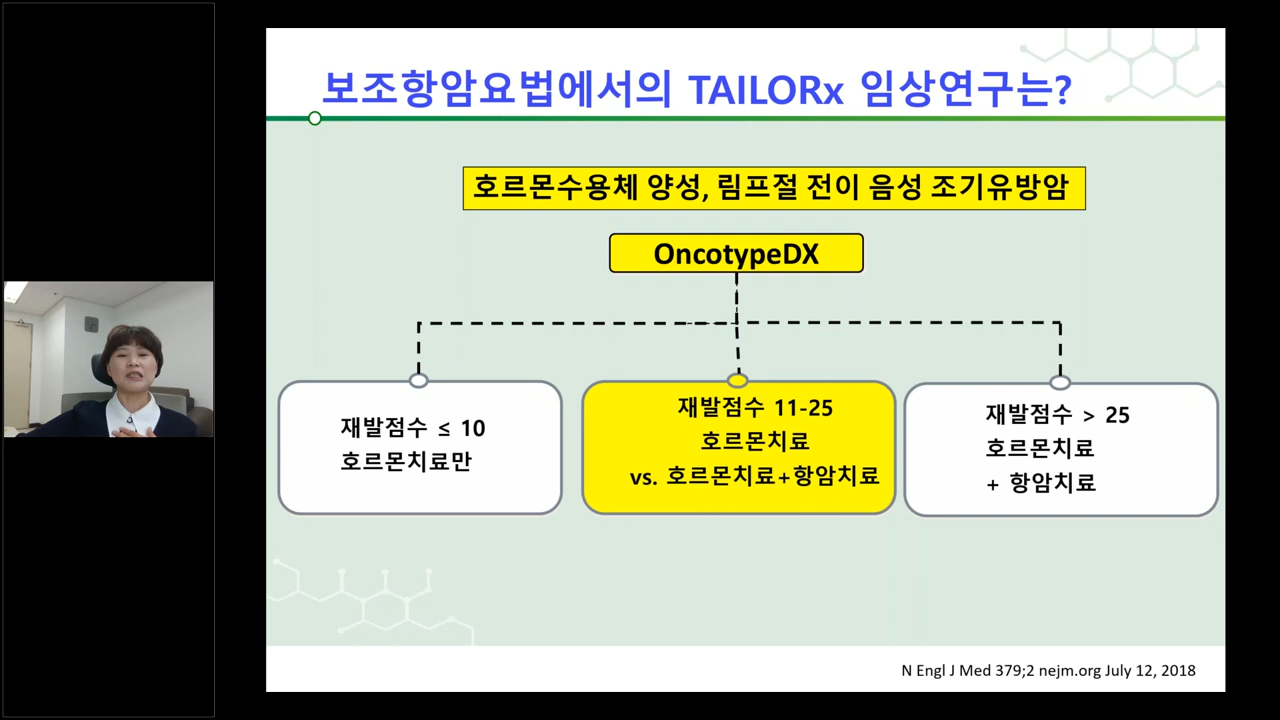 보조항암요법에서의 TAILORx 임상연구는?
호르몬수용체 양성, 림프절 전이 음성 조기유방암
OncotypeDX
재발점수 ≤ 10
호르몬치료만
재발점수 11-25
호르몬치료
vs. 호르몬치료+항암치료
재발점수 > 25
호르몬치료
+ 항암치료
N Engl J Med 379;2 nejm.org July 12, 2018